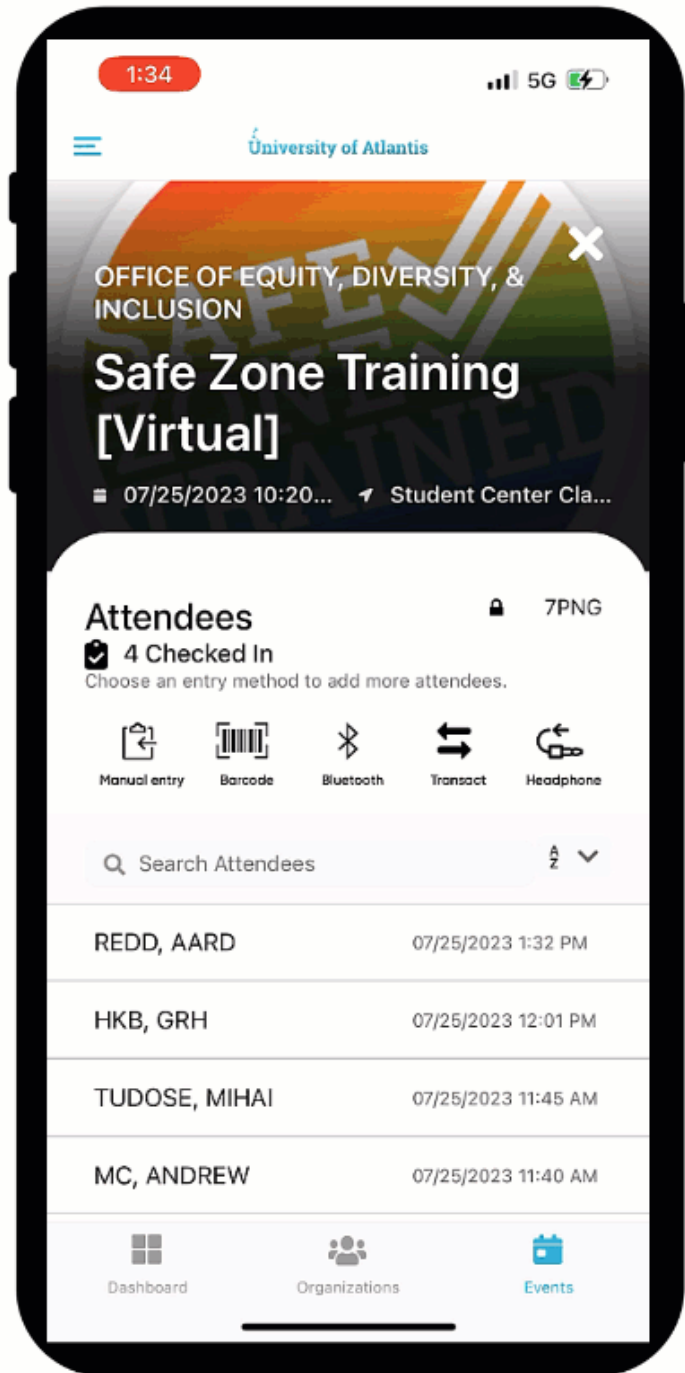 1:34
5G
University of Atlantis
SAFE
ZONE
TRAINED
OFFICE OF EQUITY, DIVERSITY, &
INCLUSION
Safe Zone Training
[Virtual]
07/25/2023 10:20... Student Center Cla...
Attendees 7PNG
4 Checked In
Choose an entry method to add more attendees.
Manual entry Barcode Bluetooth Transact Headphone
Search Attendees A Z
REDD, AARD 07/25/2023 1:32 PM
HKB, GRH 07/25/2023 12:01 PM
TUDOSE, MIHAI 07/25/2023 11:45 AM
MC, ANDREW 07/25/2023 11:40 AM
Dashboard Organizations Events